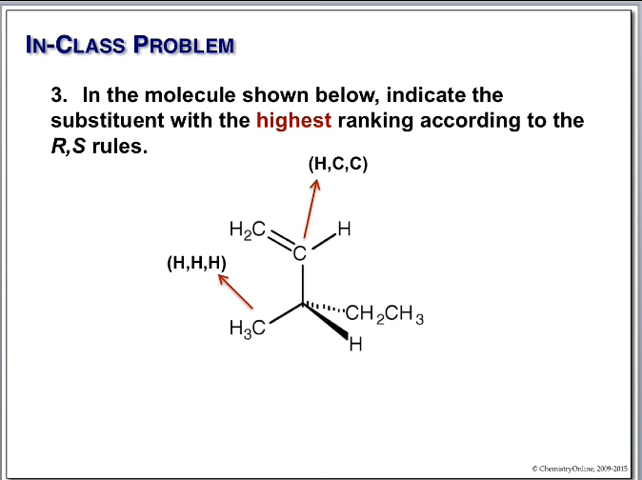 IN-CLASS PROBLEM
3. In the molecule shown below, indicate the
substituent with the highest ranking according to the
R,S rules.
(H,C,C)
H₂C
H
C
(H,H,H)
CH₂CH₃
H₃C
H
© ChemistryOnline, 2009-2015